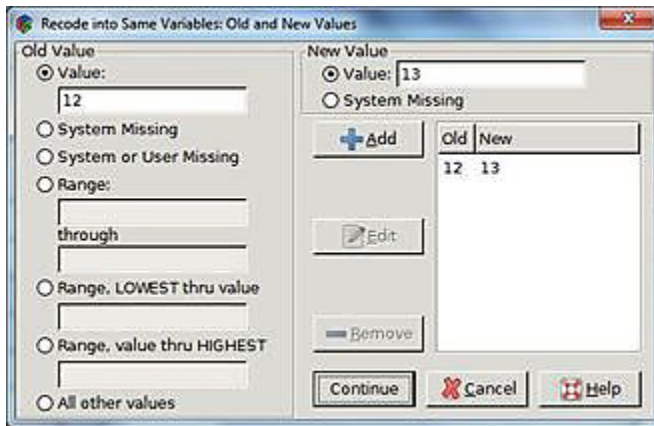 Recode into Same Variables: Old and New Values
Old Value
Value:
12
System Missing
System or User Missing
Range:
through
Range, LOWEST thru value
Range, value thru HIGHEST
All other values
New Value
Value: 13
System Missing
Add
Edit
Remove
Old New
12 13
Continue
Cancel
Help